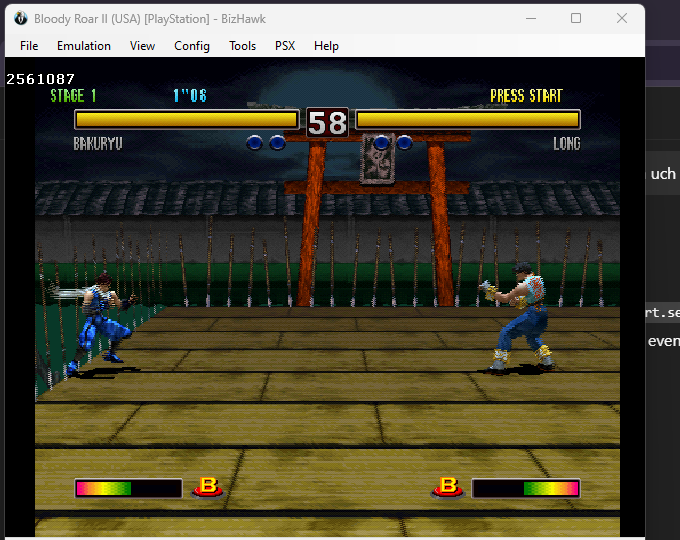 Bloody Roar II (USA) [PlayStation] - BizHawk
File Emulation View Config Tools PSX Help
2561087
STAGE 1 1"08 PRESS START
58
BAKURYU LONG
B B
uch
rt.se
even